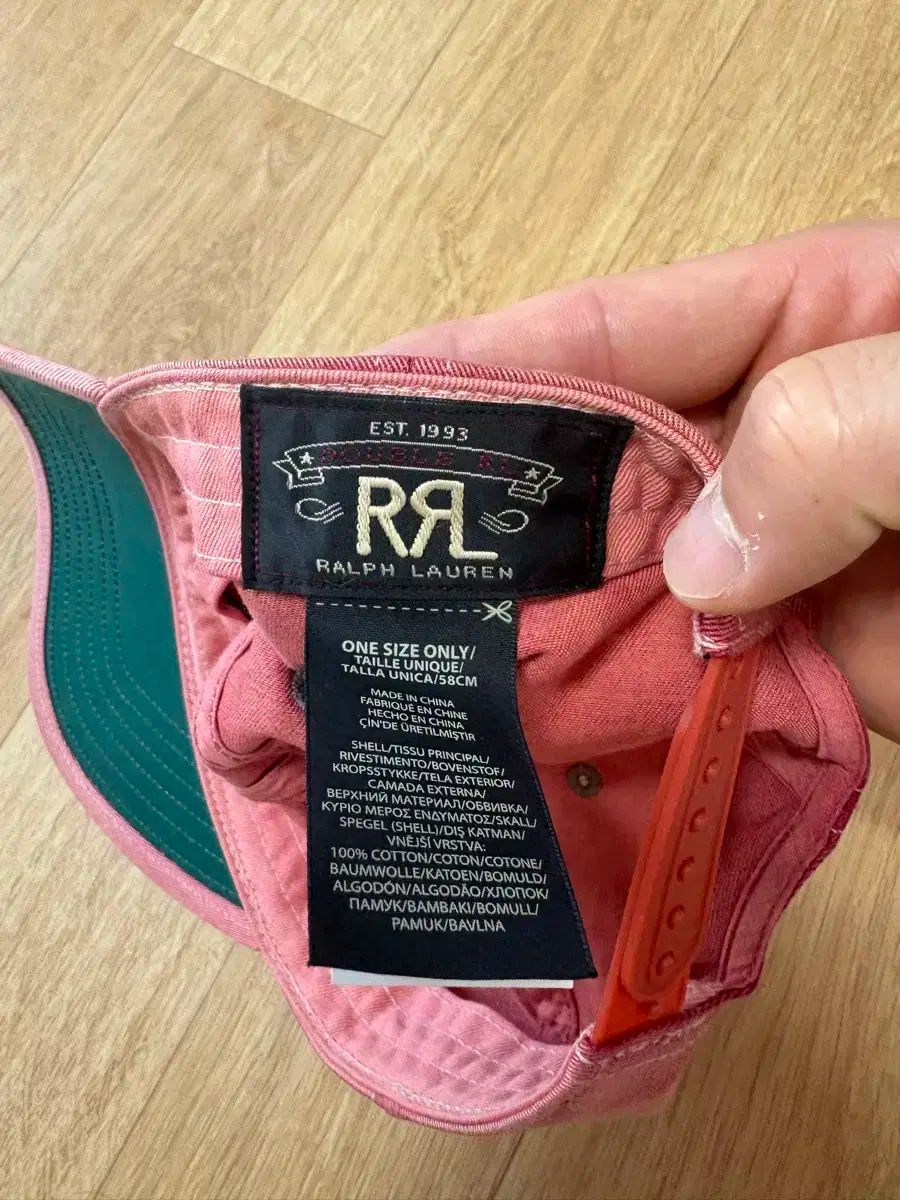 EST. 1993
DOUBLE RL
RRL
RALPH LAUREN
ONE SIZE ONLY/
TAILLE UNIQUE/
TALLA UNICA/58CM
MADE IN CHINA
FABRIQUÉ EN CHINE
HECHO EN CHINA
ÇIN'DE ÜRETILMIŞTIR
SHELL/TISSU PRINCIPAL/
RIVESTIMENTO/BOVENSTOF/
KROPSSTYKKE/TELA EXTERIOR/
CAMADA EXTERNA/
ВЕРХНИЙ МАТЕРИАЛ/ОБВИВКА/
ΚΥΡΙΟ ΜΕΡΟΣ ΕΝΔΥΜΑΤΟΣ/SKALL/
SPEGEL (SHELL)/DIŞ KATMAN/
VNĚJŠÍ VRSTVA:
100% COTTON/COTON/COTONE/
BAUMWOLLE/KATOEN/BOMULD/
ALGODÓN/ALGODÃO/ХЛОПОК/
ПАМУК/ΒΑΜΒΑΚΙ/BOMULL/
PAMUK/BAVLNA